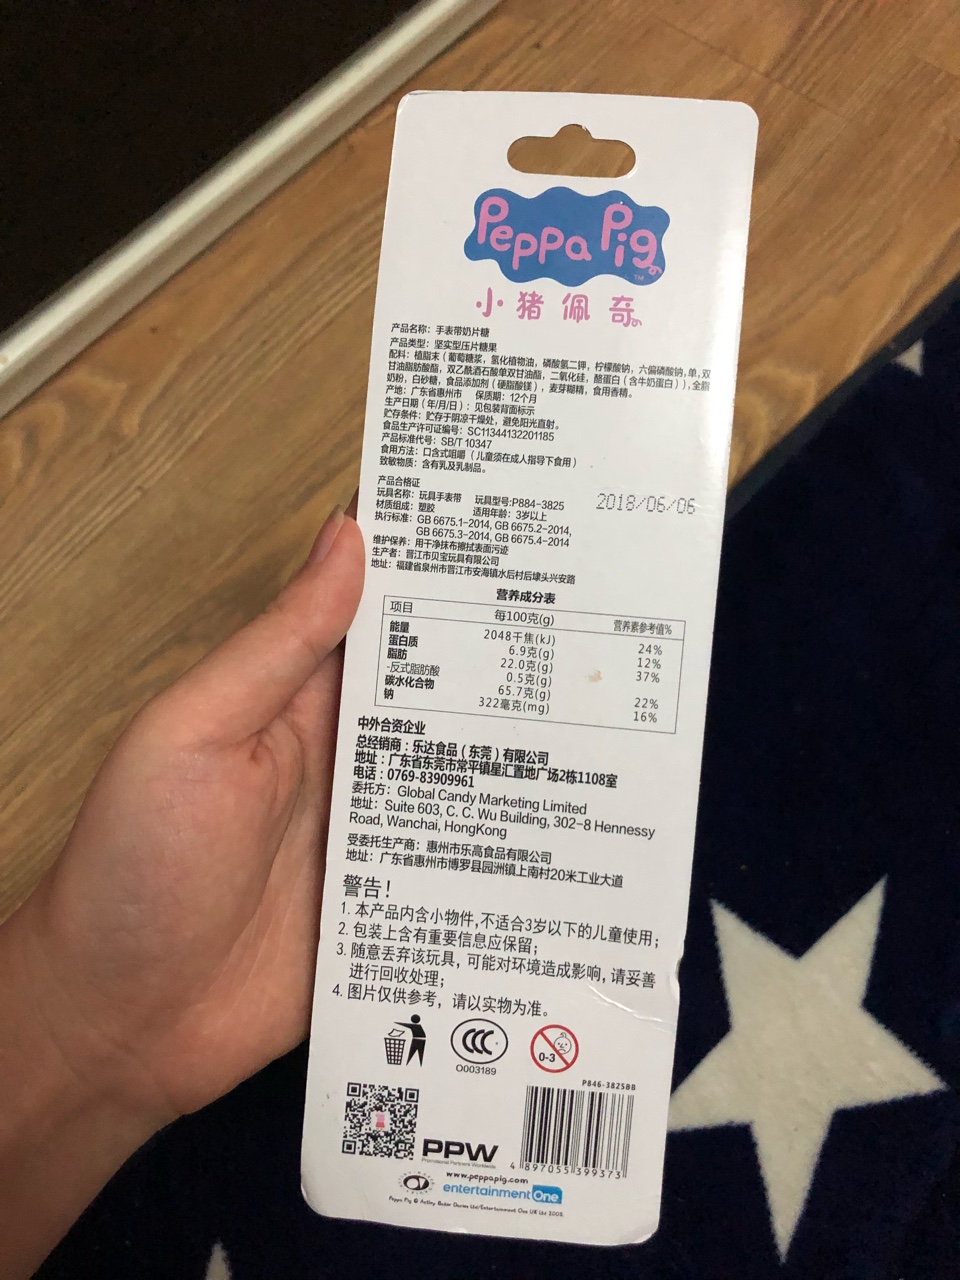 Peppa Pig
TM
小猪佩奇
产品名称：手表带奶片糖
产品类型：坚实型压片糖果
配料：植脂末（葡萄糖浆，氢化植物油，磷酸氢二钾，柠檬酸钠，六偏磷酸钠，单，双
甘油脂肪酸酯，双乙酰酒石酸单双甘油酯，二氧化硅，酪蛋白（含牛奶蛋白）），全脂
奶粉，白砂糖，食品添加剂（硬脂酸镁），麦芽糊精，食用香精。
产地：广东省惠州市 保质期：12个月
生产日期（年/月/日）：见包装背面标示
贮存条件：贮存于阴凉干燥处，避免阳光直射。
食品生产许可证编号：SC11344132201185
产品标准代号：SB/T 10347
食用方法：口含式咀嚼（儿童须在成人指导下食用）
致敏物质：含有乳及乳制品。
产品合格证
玩具名称：玩具手表带 玩具型号:P884-3825
材质组成：塑胶 适用年龄：3岁以上
执行标准：GB 6675.1-2014, GB 6675.2-2014,
GB 6675.3-2014, GB 6675.4-2014
维护保养：用干净抹布擦拭表面污迹
生产者：晋江市贝宝玩具有限公司
地址：福建省泉州市晋江市安海镇水后村后埭头兴安路
2018/06/06
营养成分表
项目 每100克(g) 营养素参考值%
能量 2048千焦(kJ) 24%
蛋白质 6.9克(g) 12%
脂肪 22.0克(g) 37%
-反式脂肪酸 0.5克(g)
碳水化合物 65.7克(g) 22%
钠 322毫克(mg) 16%
中外合资企业
总经销商：乐达食品（东莞）有限公司
地址：广东省东莞市常平镇星汇置地广场2栋1108室
电话：0769-83909961
委托方：Global Candy Marketing Limited
地址：Suite 603, C. C. Wu Building, 302-8 Hennessy
Road, Wanchai, HongKong
受委托生产商：惠州市乐高食品有限公司
地址：广东省惠州市博罗县园洲镇上南村20米工业大道
警告！
1. 本产品内含小物件,不适合3岁以下的儿童使用；
2. 包装上含有重要信息应保留；
3. 随意丢弃该玩具，可能对环境造成影响，请妥善
进行回收处理；
4. 图片仅供参考，请以实物为准。
CCC
O003189
0-3
P846-3825BB
PPW
Promotional Partners Worldwide
4 897055 399373
www.peppapig.com
entertainment One
Peppa Pig © Astley Baker Davies Ltd/Entertainment One UK Ltd 2003.